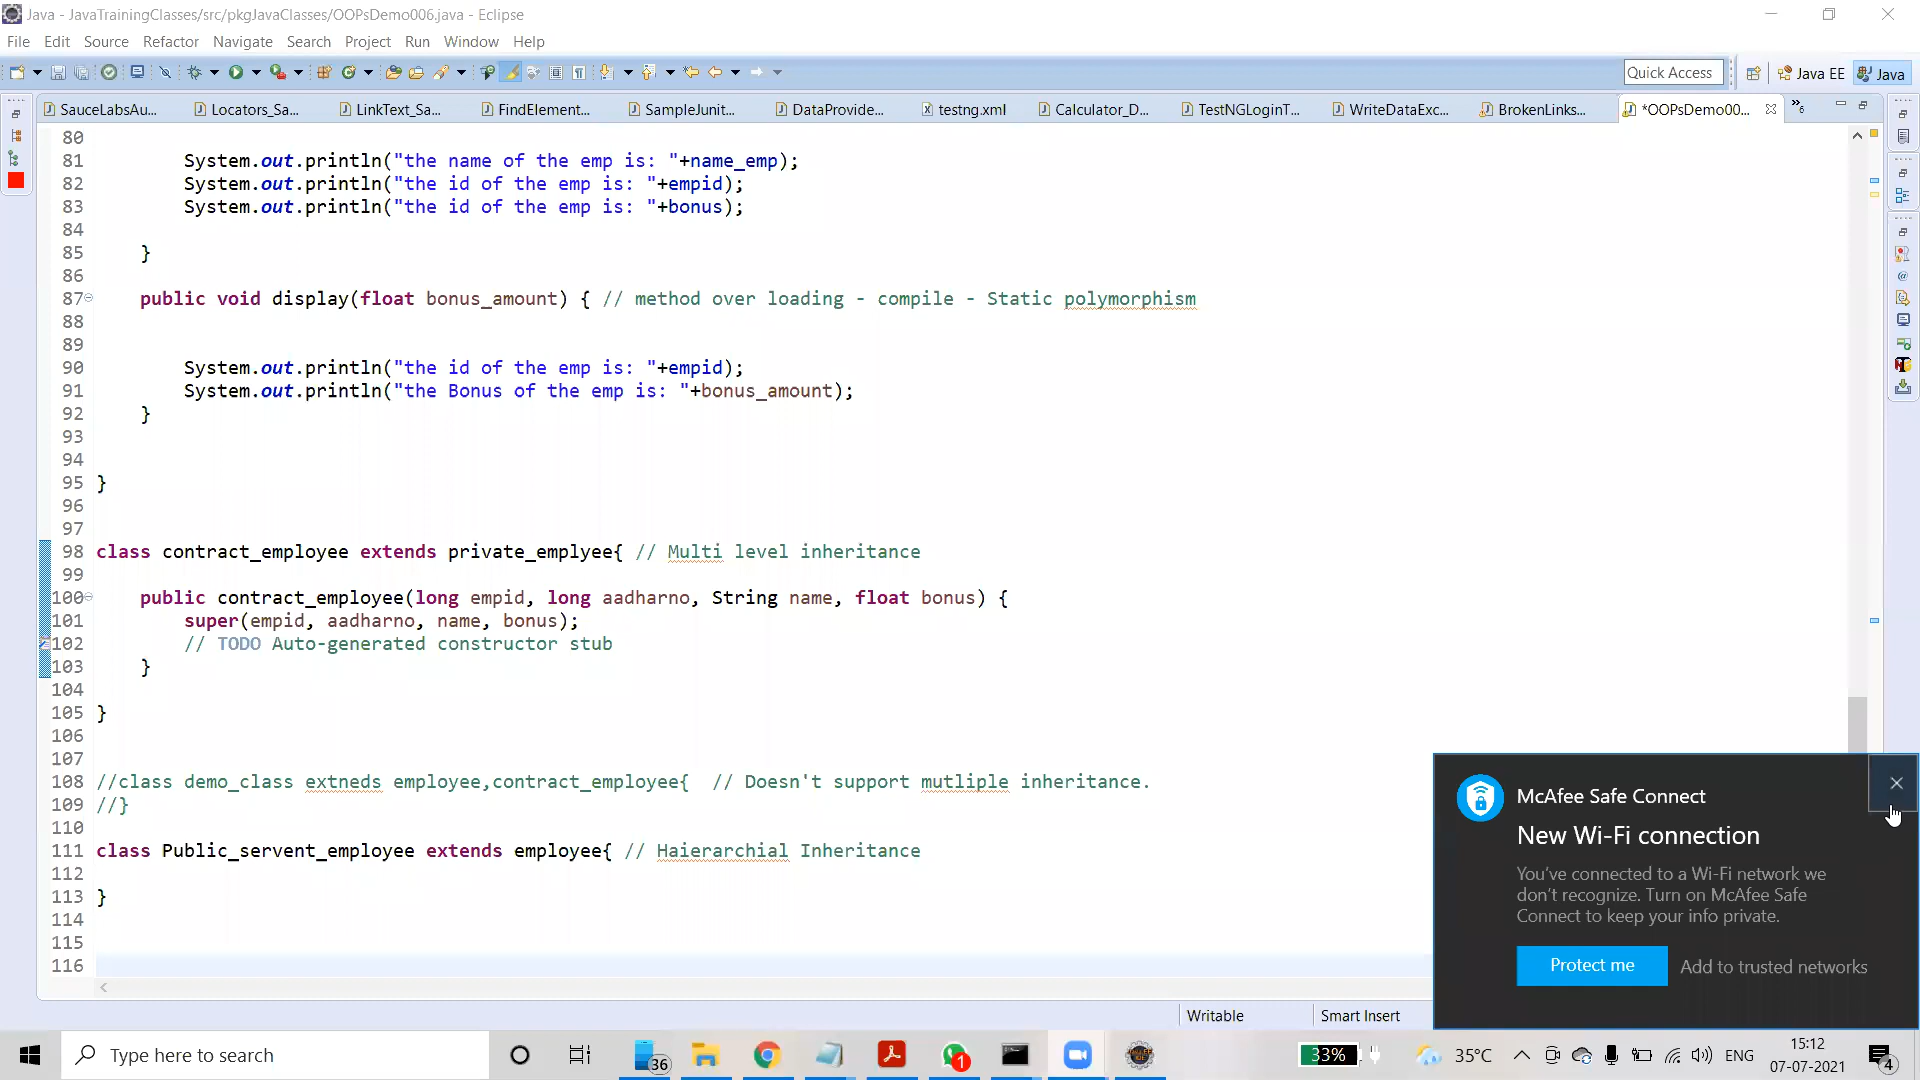 Java - JavaTrainingClasses/src/pkgJavaClasses/OOPsDemo006.java - Eclipse
File Edit Source Refactor Navigate Search Project Run Window Help
Quick Access
Java EE
Java
SauceLabsAu...
Locators_Sa...
LinkText_Sa...
FindElement...
SampleJunit...
DataProvide...
testng.xml
Calculator_D...
TestNGLoginT...
WriteDataExc...
BrokenLinks...
*OOPsDemo00...
»6
80
81 System.out.println("the name of the emp is: "+name_emp);
82 System.out.println("the id of the emp is: "+empid);
83 System.out.println("the id of the emp is: "+bonus);
84
85 }
86
87 public void display(float bonus_amount) { // method over loading - compile - Static polymorphism
88
89
90 System.out.println("the id of the emp is: "+empid);
91 System.out.println("the Bonus of the emp is: "+bonus_amount);
92 }
93
94
95 }
96
97
98 class contract_employee extends private_emplyee{ // Multi level inheritance
99
100 public contract_employee(long empid, long aadharno, String name, float bonus) {
101 super(empid, aadharno, name, bonus);
102 // TODO Auto-generated constructor stub
103 }
104
105 }
106
107
108 //class demo_class extneds employee,contract_employee{ // Doesn't support mutliple inheritance.
109 //}
110
111 class Public_servent_employee extends employee{ // Haierarchial Inheritance
112
113 }
114
115
116
McAfee Safe Connect
New Wi-Fi connection
You've connected to a Wi-Fi network we
don't recognize. Turn on McAfee Safe
Connect to keep your info private.
Protect me
Add to trusted networks
Writable
Smart Insert
Type here to search
36
1
33%
35°C
ENG
15:12
07-07-2021
4